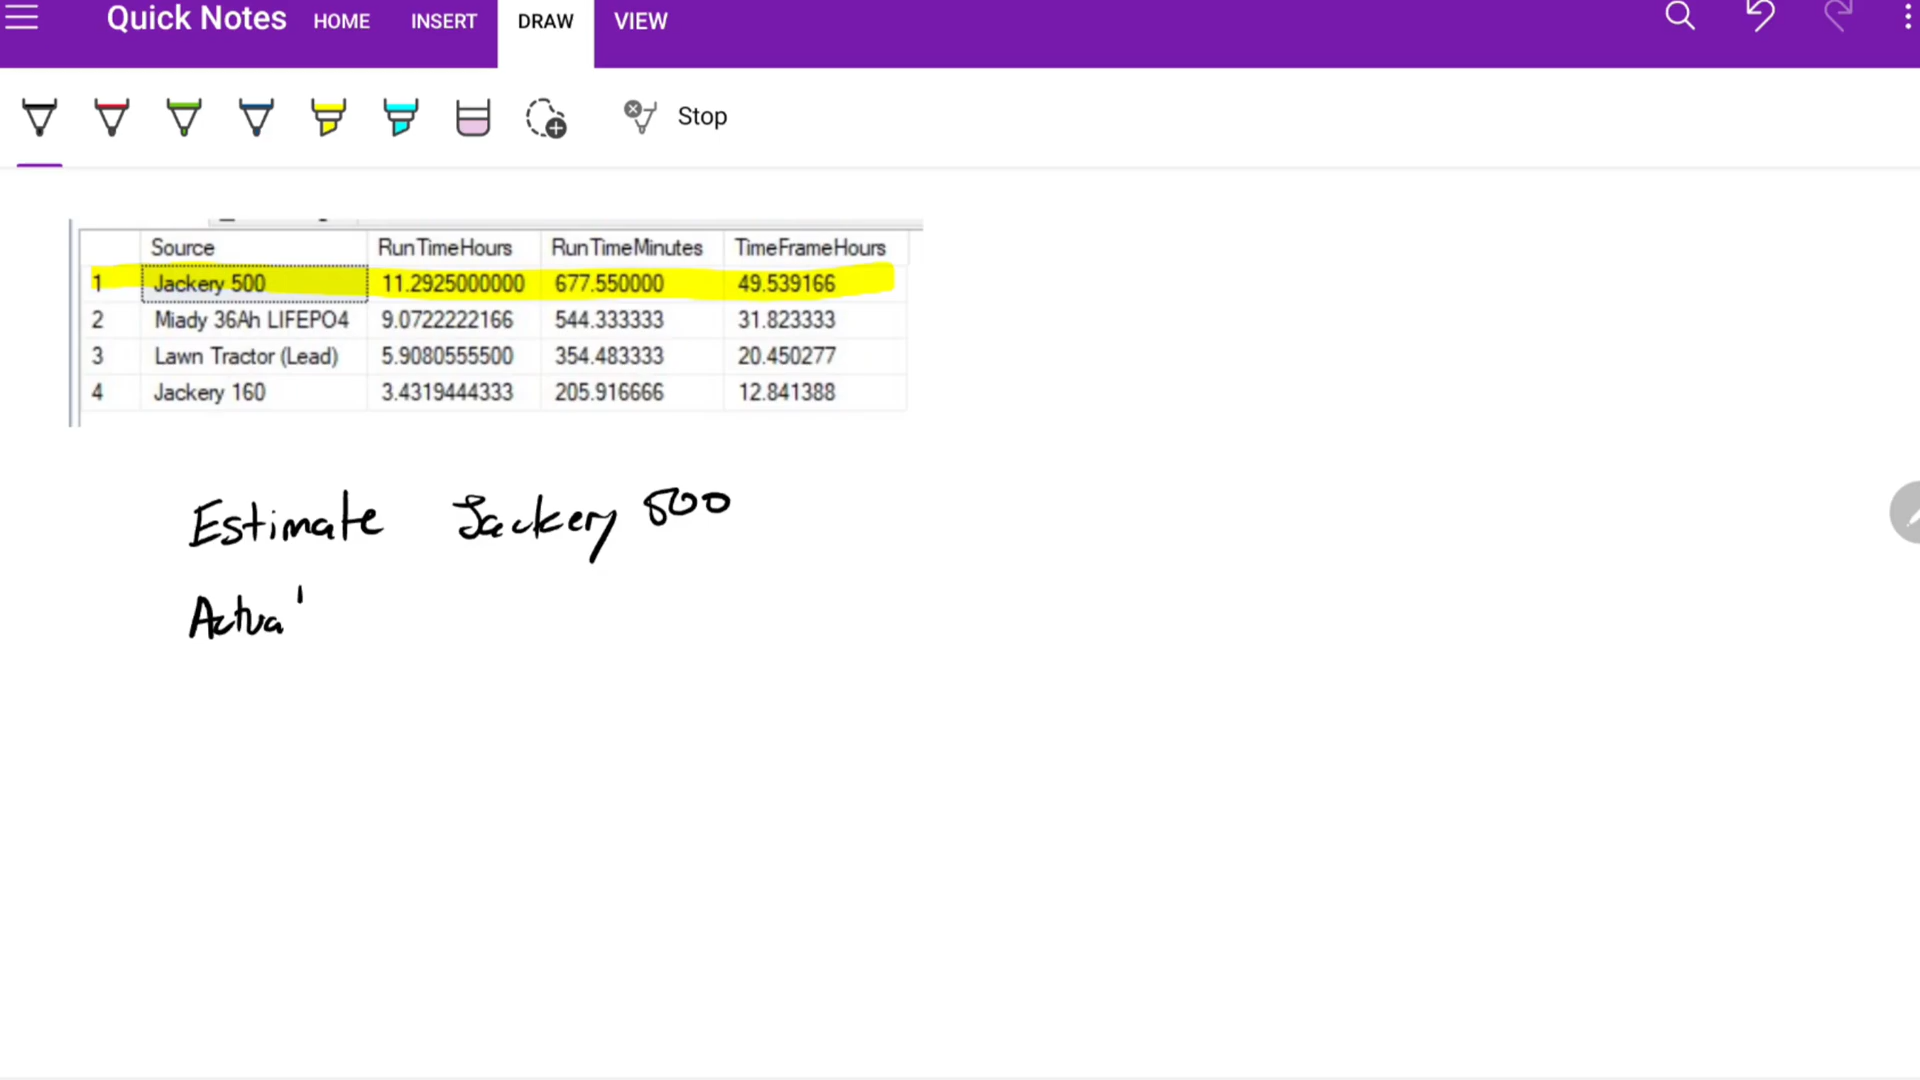 Quick Notes HOME INSERT DRAW VIEW
Stop
Source RunTimeHours RunTimeMinutes TimeFrameHours
1 Jackery 500 11.2925000000 677.550000 49.539166
2 Miady 36Ah LIFEPO4 9.0722222166 544.333333 31.823333
3 Lawn Tractor (Lead) 5.9080555500 354.483333 20.450277
4 Jackery 160 3.4319444333 205.916666 12.841388
Estimate Jackery 500
Actua'